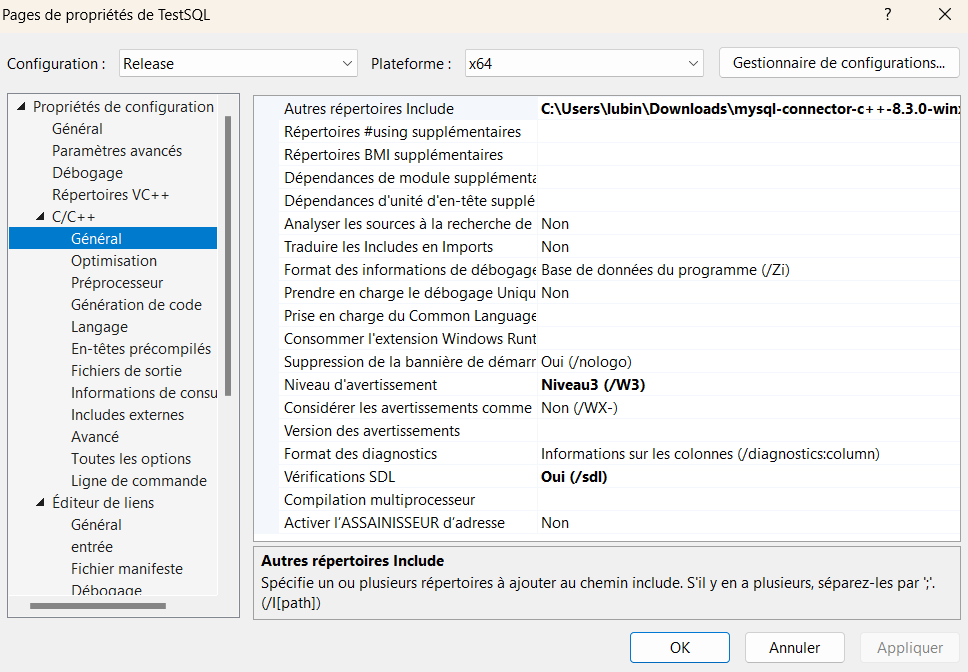 Pages de propriétés de TestSQL
?
Configuration :
Release
Plateforme :
x64
Gestionnaire de configurations...
Propriétés de configuration
Général
Paramètres avancés
Débogage
Répertoires VC++
C/C++
Général
Optimisation
Préprocesseur
Génération de code
Langage
En-têtes précompilés
Fichiers de sortie
Informations de consu
Includes externes
Avancé
Toutes les options
Ligne de commande
Éditeur de liens
Général
entrée
Fichier manifeste
Débogage
Autres répertoires Include C:\Users\lubin\Downloads\mysql-connector-c++-8.3.0-winx
Répertoires #using supplémentaires
Répertoires BMI supplémentaires
Dépendances de module supplémenta
Dépendances d'unité d'en-tête supplé
Analyser les sources à la recherche de Non
Traduire les Includes en Imports Non
Format des informations de débogage Base de données du programme (/Zi)
Prendre en charge le débogage Uniqu Non
Prise en charge du Common Language
Consommer l'extension Windows Runt
Suppression de la bannière de démarr Oui (/nologo)
Niveau d'avertissement Niveau3 (/W3)
Considérer les avertissements comme Non (/WX-)
Version des avertissements
Format des diagnostics Informations sur les colonnes (/diagnostics:column)
Vérifications SDL Oui (/sdl)
Compilation multiprocesseur
Activer l’ASSAINISSEUR d’adresse Non
Autres répertoires Include
Spécifie un ou plusieurs répertoires à ajouter au chemin include. S'il y en a plusieurs, séparez-les par ';'.
(/I[path])
OK
Annuler
Appliquer